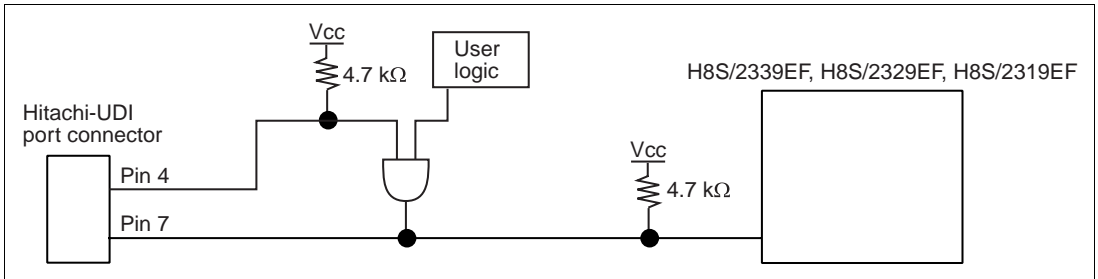 Vcc
4.7 kΩ
User
logic
H8S/2339EF, H8S/2329EF, H8S/2319EF
Hitachi-UDI
port connector
Pin 4
Pin 7
Vcc
4.7 kΩ